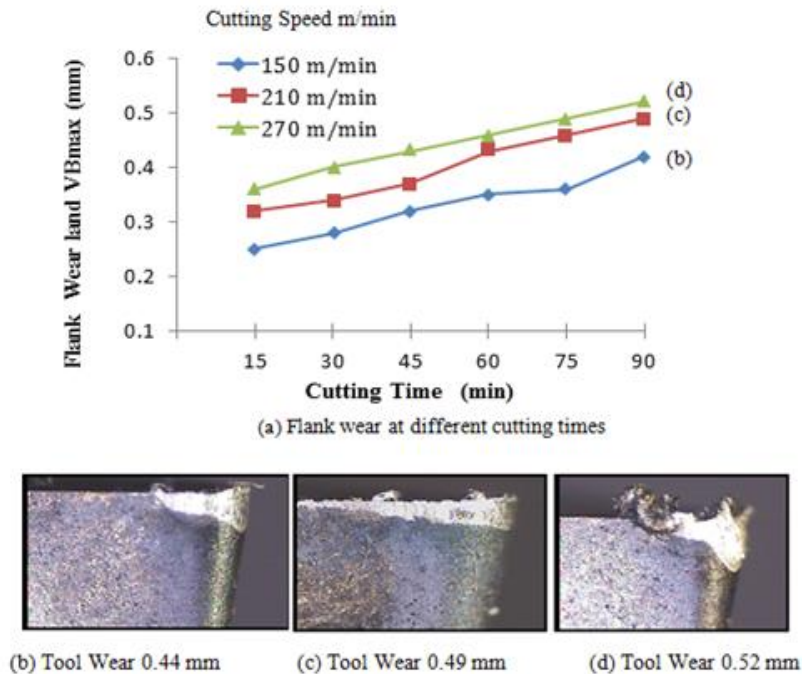 Cutting Speed m/min
150 m/min
210 m/min
270 m/min
Flank Wear land VBmax (mm)
0.6
0.5
0.4
0.3
0.2
0.1
(d)
(c)
(b)
15 30 45 60 75 90
Cutting Time (min)
(a) Flank wear at different cutting times
(b) Tool Wear 0.44 mm (c) Tool Wear 0.49 mm (d) Tool Wear 0.52 mm